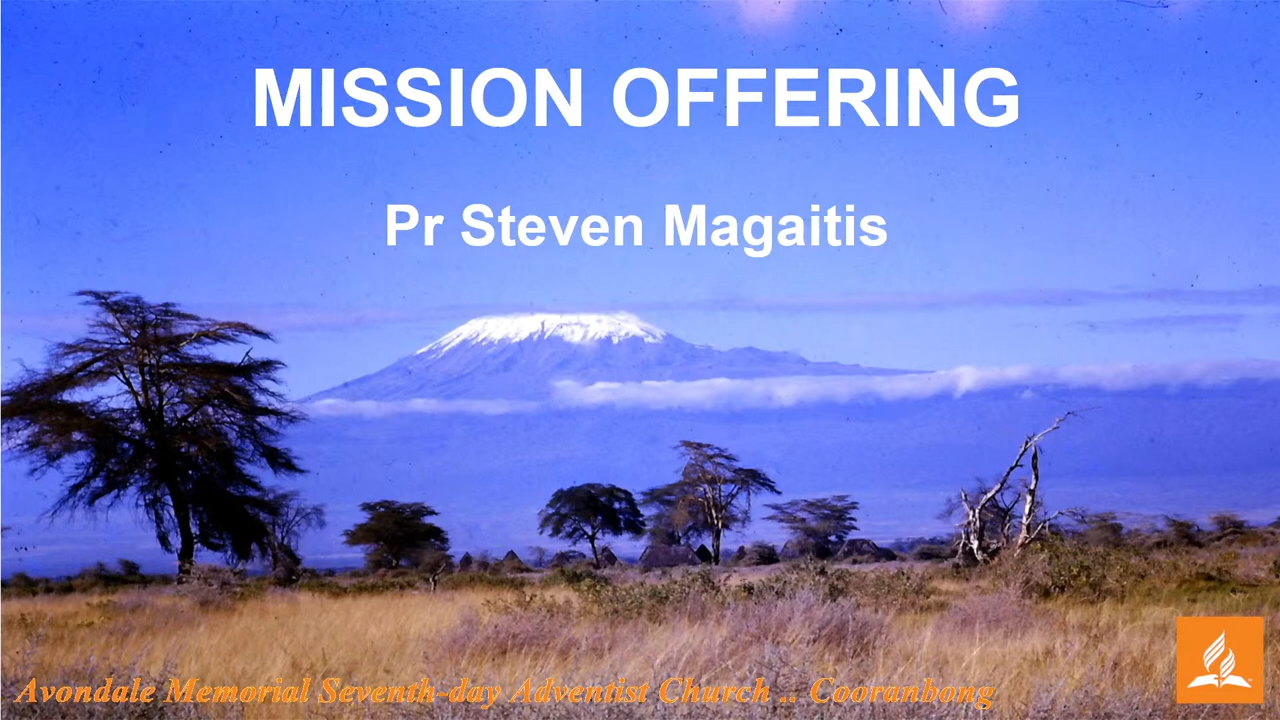 MISSION OFFERING
Pr Steven Magaitis
Avondale Memorial Seventh-day Adventist Church .. Cooranbong